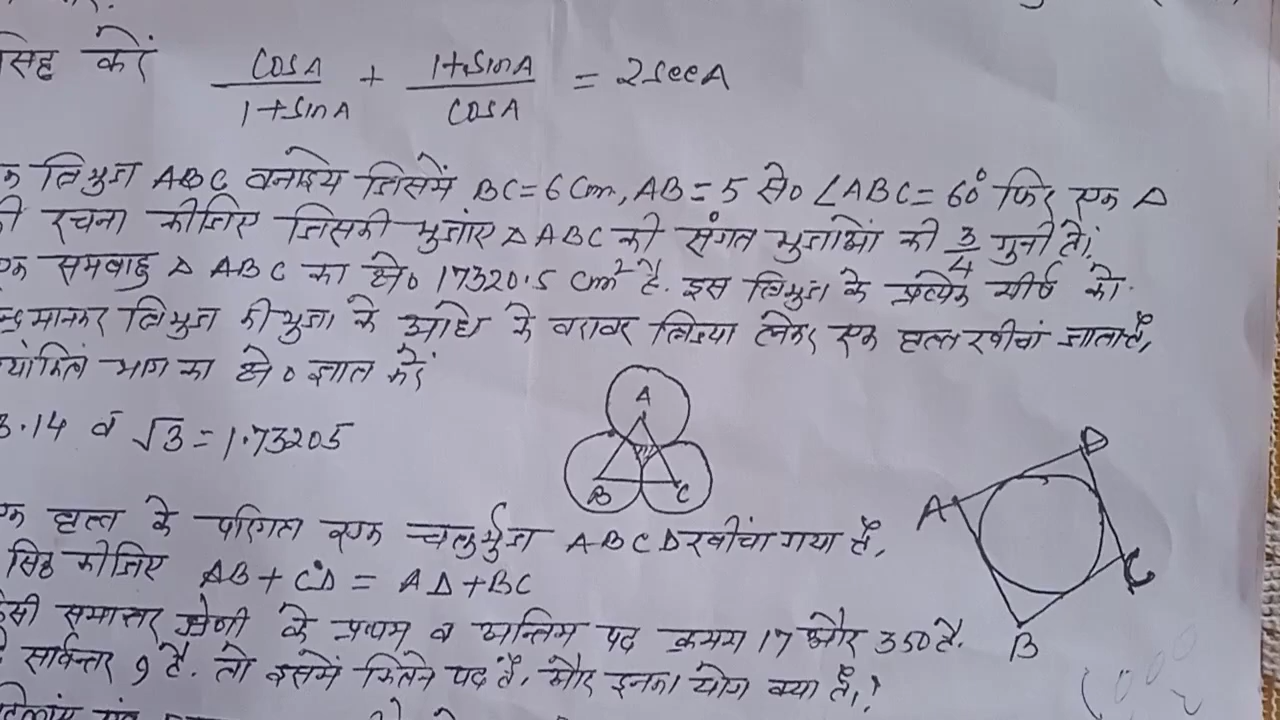 सिद्ध करें cosA/(1+sinA) + (1+sinA)/cosA = 2secA
त्रिभुज ABC बनाइये जिसमें BC=6cm, AB=5 से० ∠ABC=60° फिर एक Δ
रचना कीजिए जिसकी भुजाएं ΔABC की संगत भुजाओं की 3/4 गुनी हों।
समबाहु ΔABC का क्षे० 17320.5 cm² है. इस त्रिभुज के प्रत्येक शीर्ष को
मानकर त्रिभुज की भुजा के आधे के बराबर त्रिज्या लेकर एक वृत्त खींचा जाता है,
भाग का क्षे० ज्ञात करें
3.14 व √3=1.73205
A
B C
वृत्त के परिगत एक चतुर्भुज ABCD खींचा गया है,
सिद्ध कीजिए AB+CD = AD+BC
A D C B
समान्तर श्रेणी के प्रथम व अन्तिम पद क्रमश 17 और 350 है.
सार्वन्तर 9 है. तो इसमें कितने पद हैं, और इनका योग क्या है,!